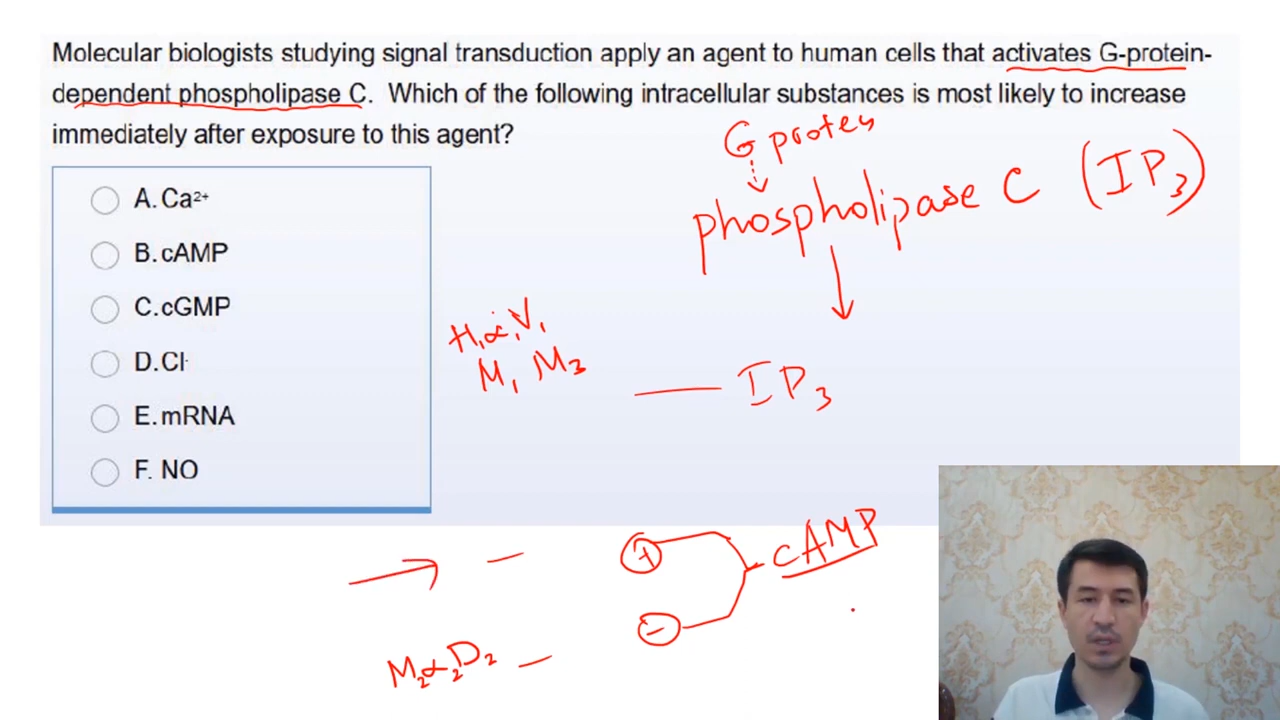 Molecular biologists studying signal transduction apply an agent to human cells that activates G-protein-
dependent phospholipase C. Which of the following intracellular substances is most likely to increase
immediately after exposure to this agent?
A. Ca²⁺
B. cAMP
C. cGMP
D. Cl⁻
E. mRNA
F. NO
G protein
phospholipase C (IP₃)
H₁ α₁ V₁
M₁ M₃
— IP₃
→ –
+
cAMP
−
M₂ α₂ D₂ –